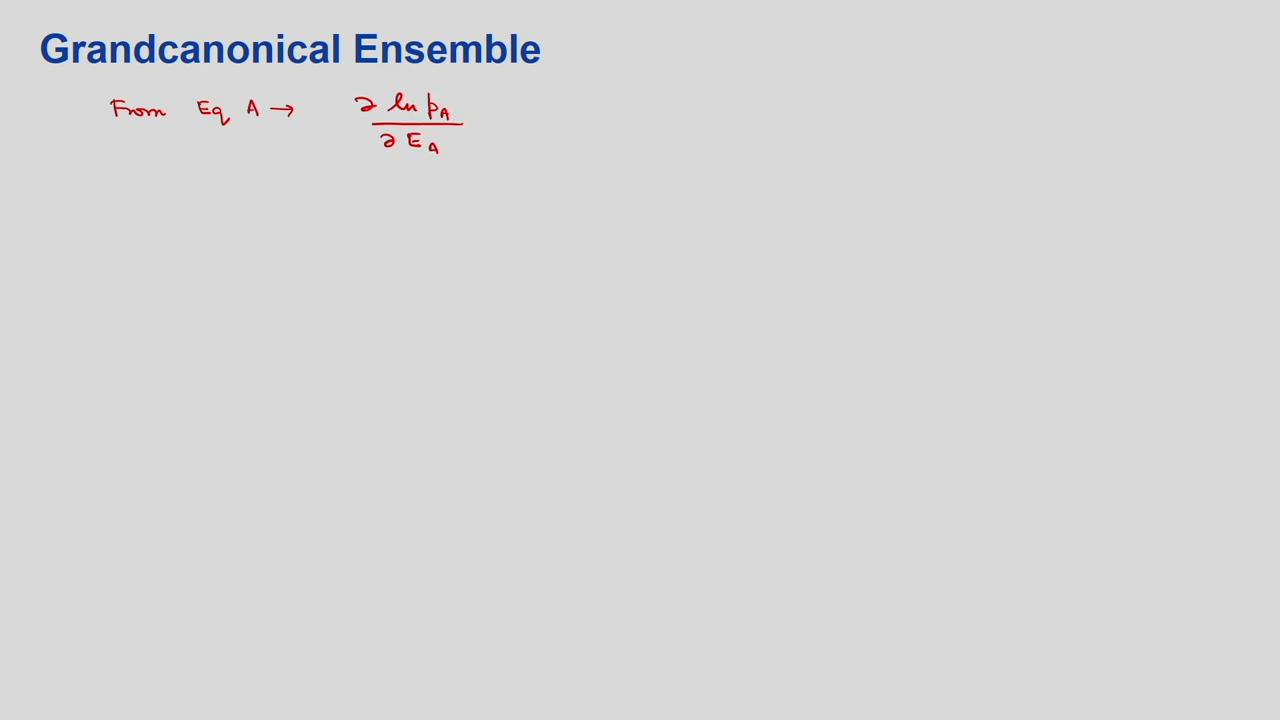 Grandcanonical Ensemble
From Eq A → ∂ ln p_A
∂ E_A